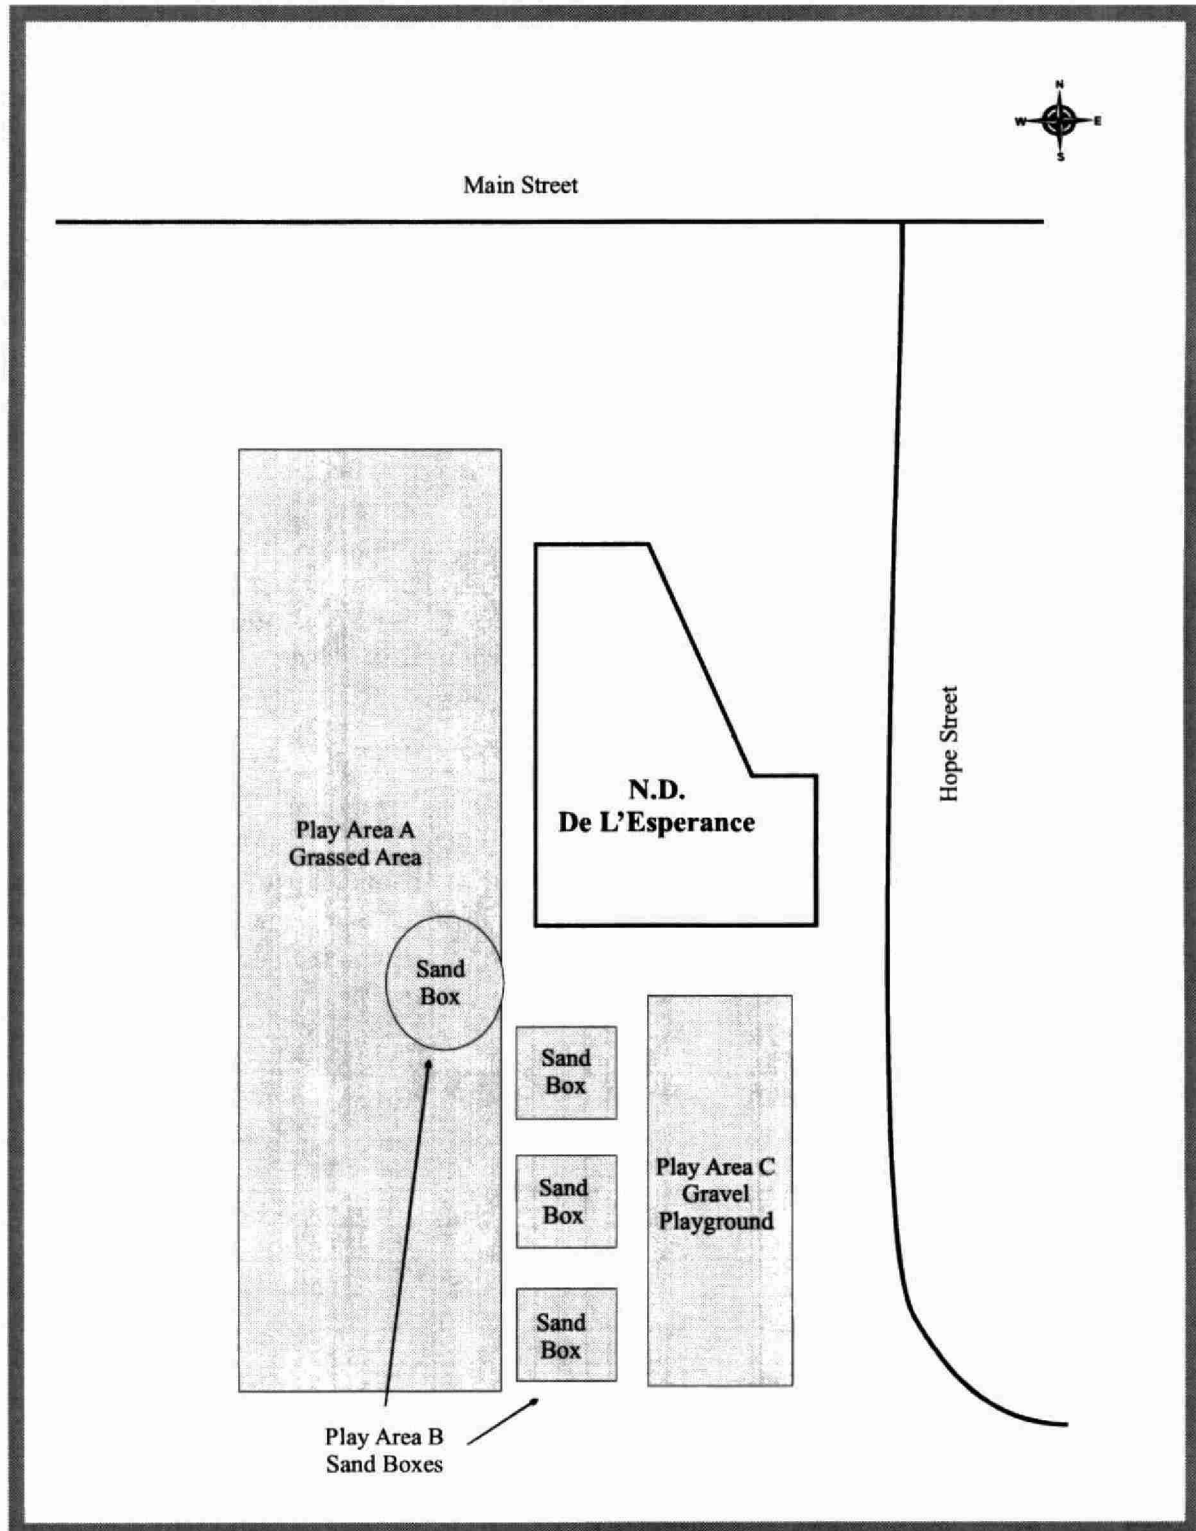 N
W E
S
Main Street
Hope Street
N.D.
De L'Esperance
Play Area A
Grassed Area
Sand
Box
Sand
Box
Sand
Box
Sand
Box
Play Area C
Gravel
Playground
Play Area B
Sand Boxes